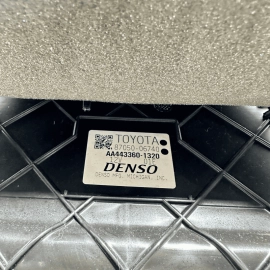 TOYOTA
87050-06740
AA443360-1320
DENSO
DENSO MFG. MICHIGAN, INC.